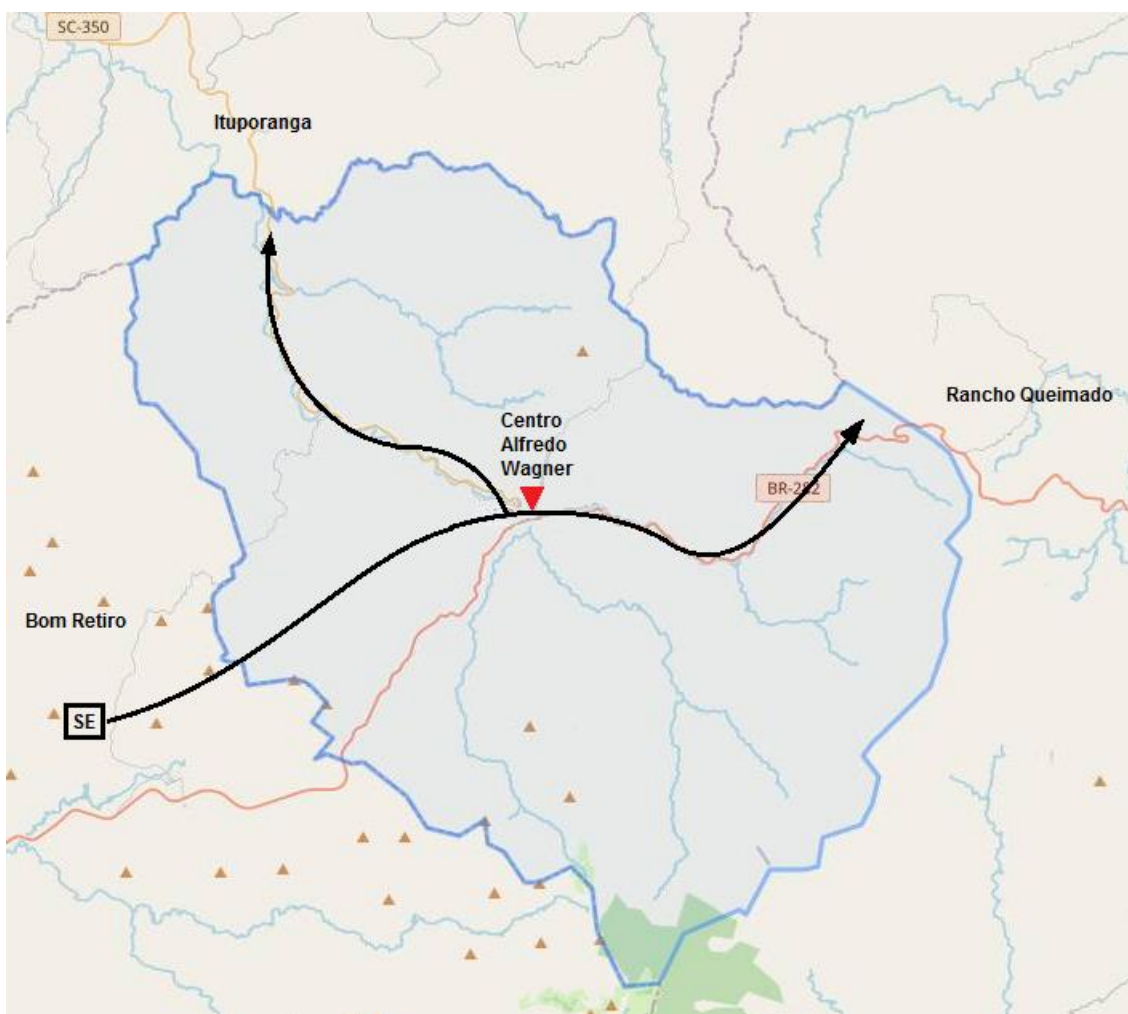 SC-350
Ituporanga
Rancho Queimado
Centro
Alfredo
Wagner
BR-282
Bom Retiro
SE